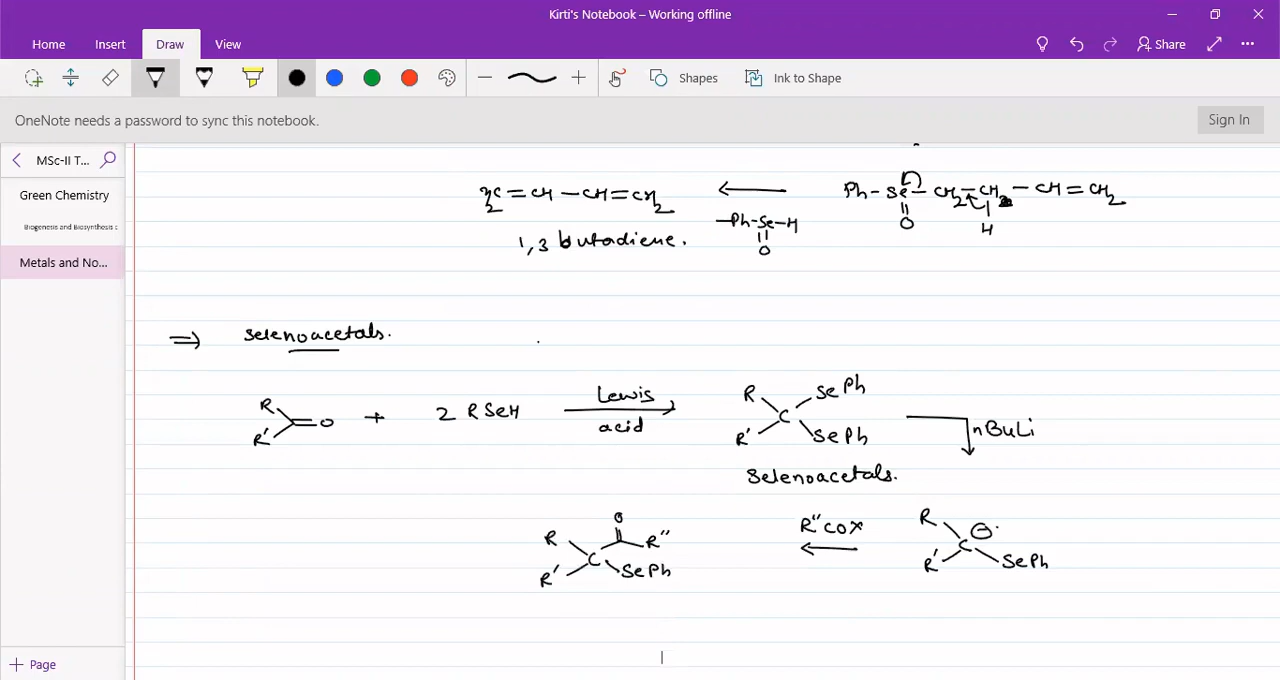 Kirti's Notebook – Working offline
Home Insert Draw View Share
Shapes Ink to Shape
OneNote needs a password to sync this notebook. Sign In
MSc-II T...
Green Chemistry
Biogenesis and Biosynthesis
Metals and No...
H2C=CH-CH=CH2 ← Ph-Se-CH2-CH2-CH=CH2
O H
-Ph-Se-H
O
1,3 butadiene.
⇒ Selenoacetals.
R R' =O + 2 RSeH Lewis acid → R R' C SePh SePh nBuLi
Selenoacetals.
R R' C O R" SePh ← R"COX R R' C ⊖ SePh
+ Page